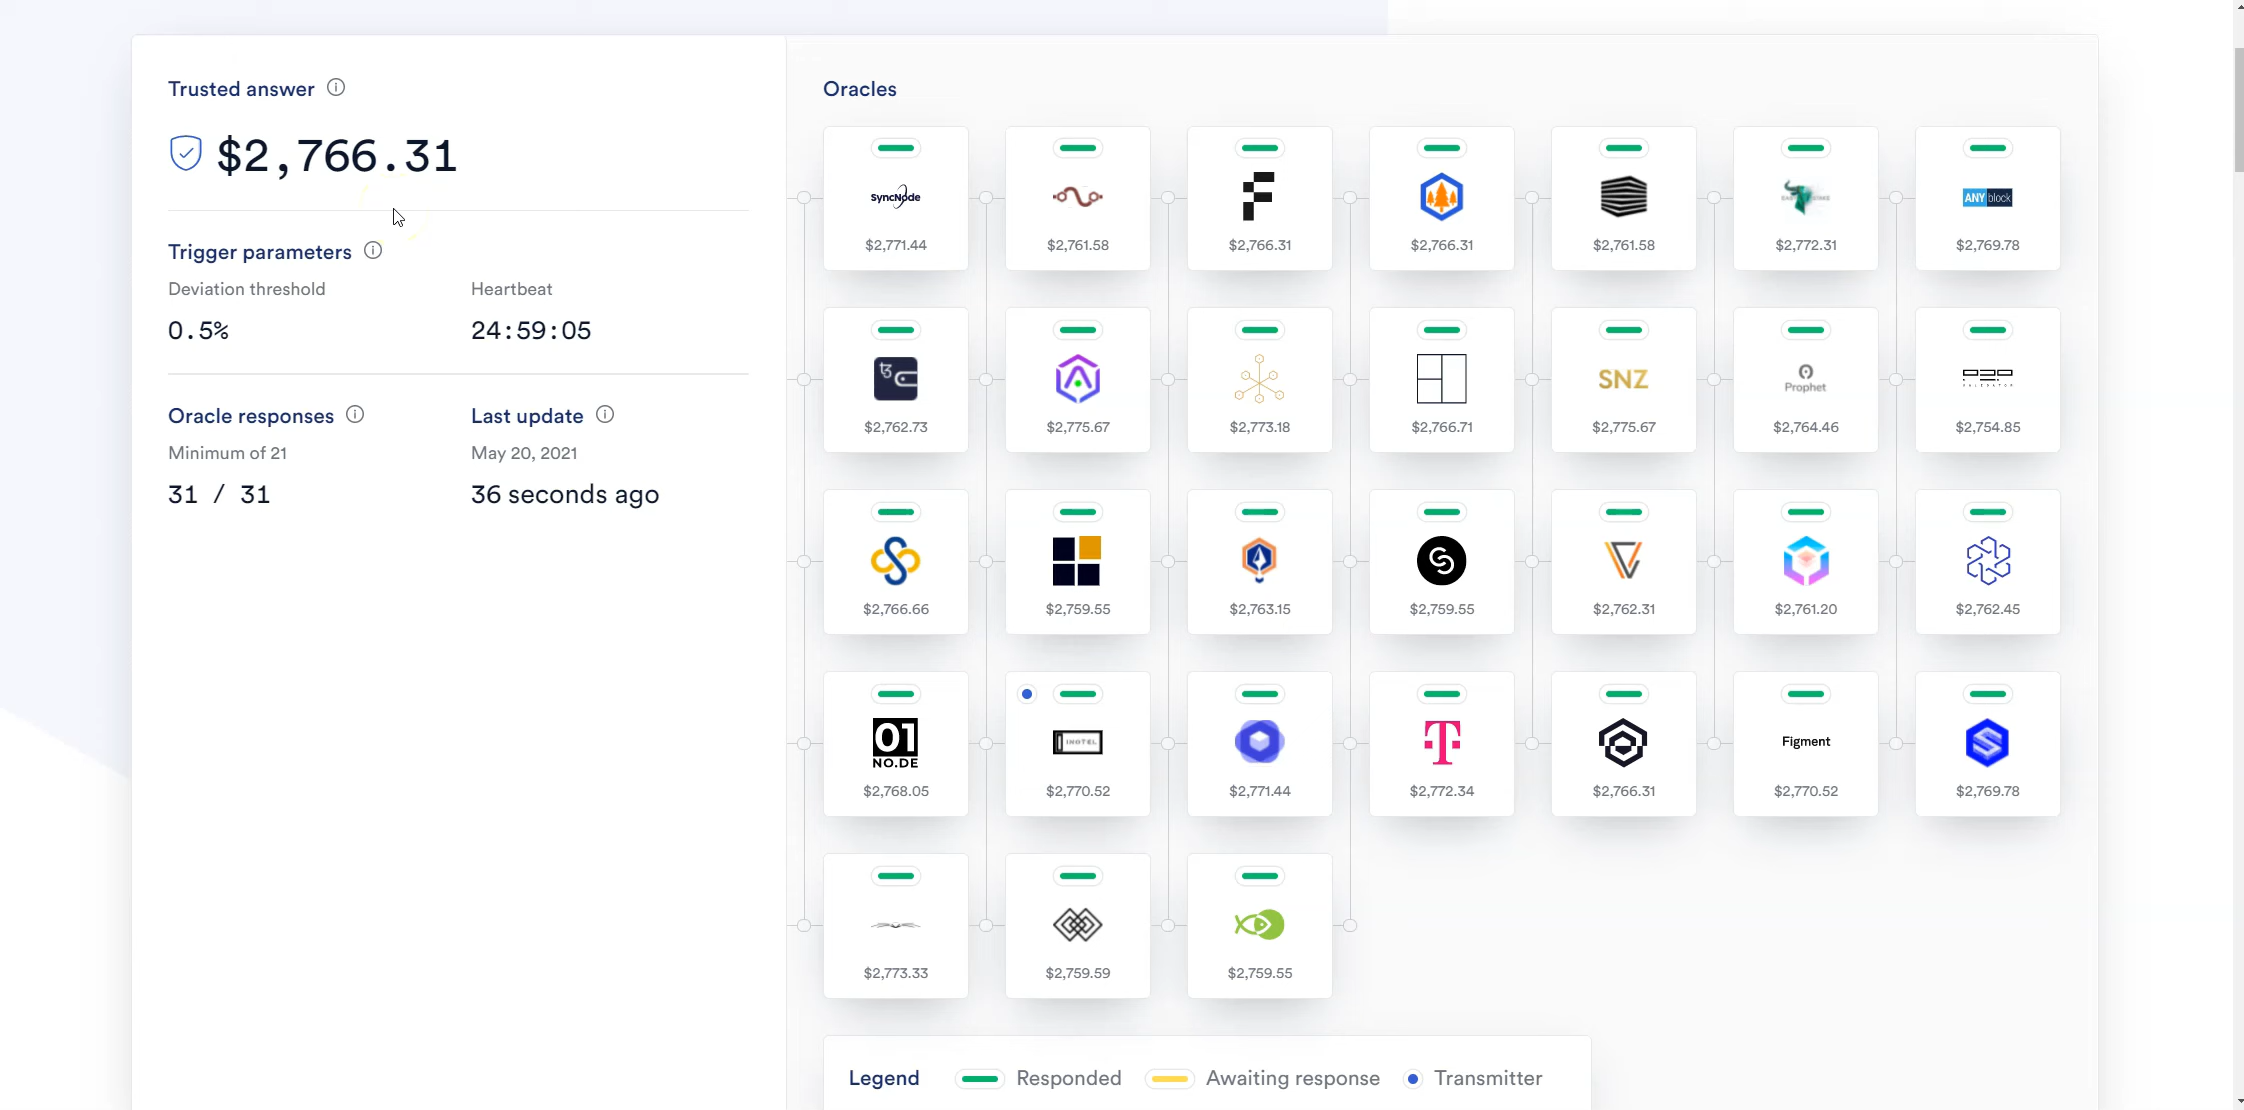 Trusted answer
$2,766.31
Trigger parameters
Deviation threshold
Heartbeat
0.5%
24:59:05
Oracle responses
Last update
Minimum of 21
May 20, 2021
31 / 31
36 seconds ago
Oracles
SyncNode
ANY block
$2,771.44
$2,761.58
$2,766.31
$2,766.31
$2,761.58
$2,772.31
$2,769.78
SNZ
Prophet
$2,762.73
$2,775.67
$2,773.18
$2,766.71
$2,775.67
$2,764.46
$2,754.85
$2,766.66
$2,759.55
$2,763.15
$2,759.55
$2,762.31
$2,761.20
$2,762.45
01
NO.DE
INOTEL
T
Figment
$2,768.05
$2,770.52
$2,771.44
$2,772.34
$2,766.31
$2,770.52
$2,769.78
$2,773.33
$2,759.59
$2,759.55
Legend
Responded
Awaiting response
Transmitter